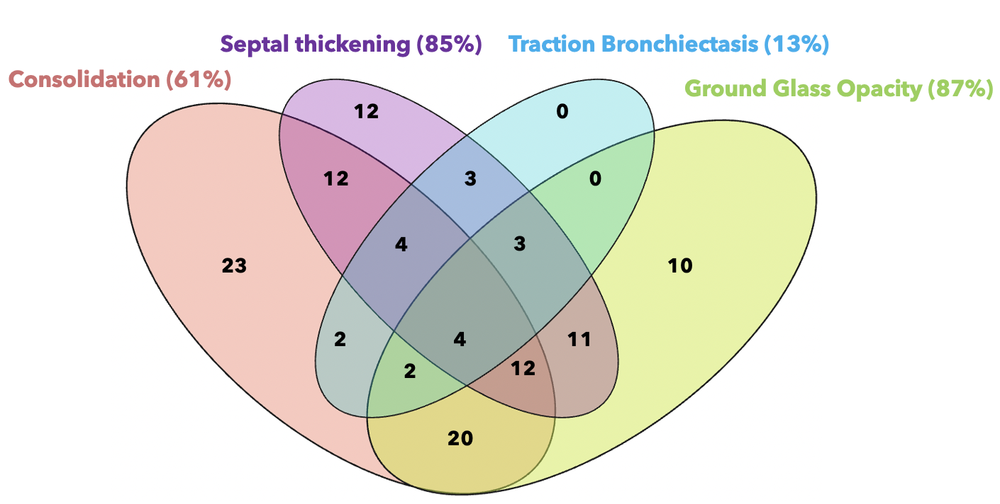 Septal thickening (85%) Traction Bronchiectasis (13%)
Consolidation (61%)
Ground Glass Opacity (87%)
12 0
12 3 0
4 3
23 10
2 4 11
2 12
20